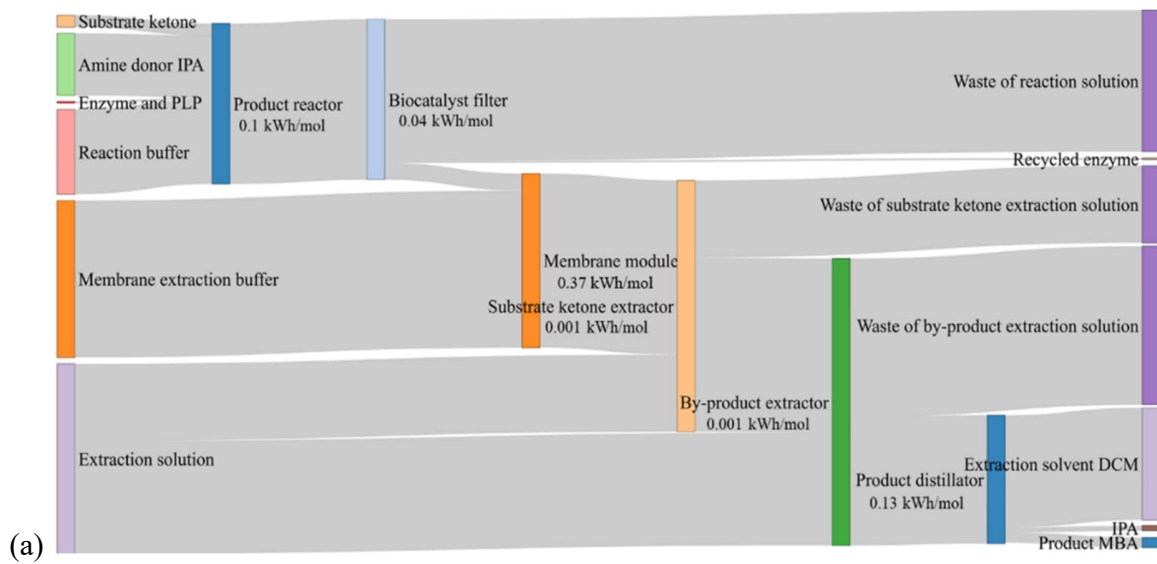 Substrate ketone
Amine donor IPA
Enzyme and PLP
Reaction buffer
Membrane extraction buffer
Extraction solution
Product reactor
0.1 kWh/mol
Biocatalyst filter
0.04 kWh/mol
Membrane module
0.37 kWh/mol
Substrate ketone extractor
0.001 kWh/mol
By-product extractor
0.001 kWh/mol
Product distillator
0.13 kWh/mol
Waste of reaction solution
Recycled enzyme
Waste of substrate ketone extraction solution
Waste of by-product extraction solution
Extraction solvent DCM
IPA
Product MBA
(a)